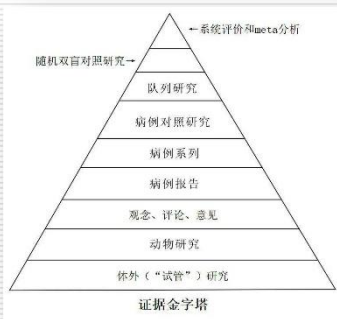 ←系统评价和meta分析
随机双盲对照研究→
队列研究
病例对照研究
病例系列
病例报告
观念、评论、意见
动物研究
体外（“试管”）研究
证据金字塔